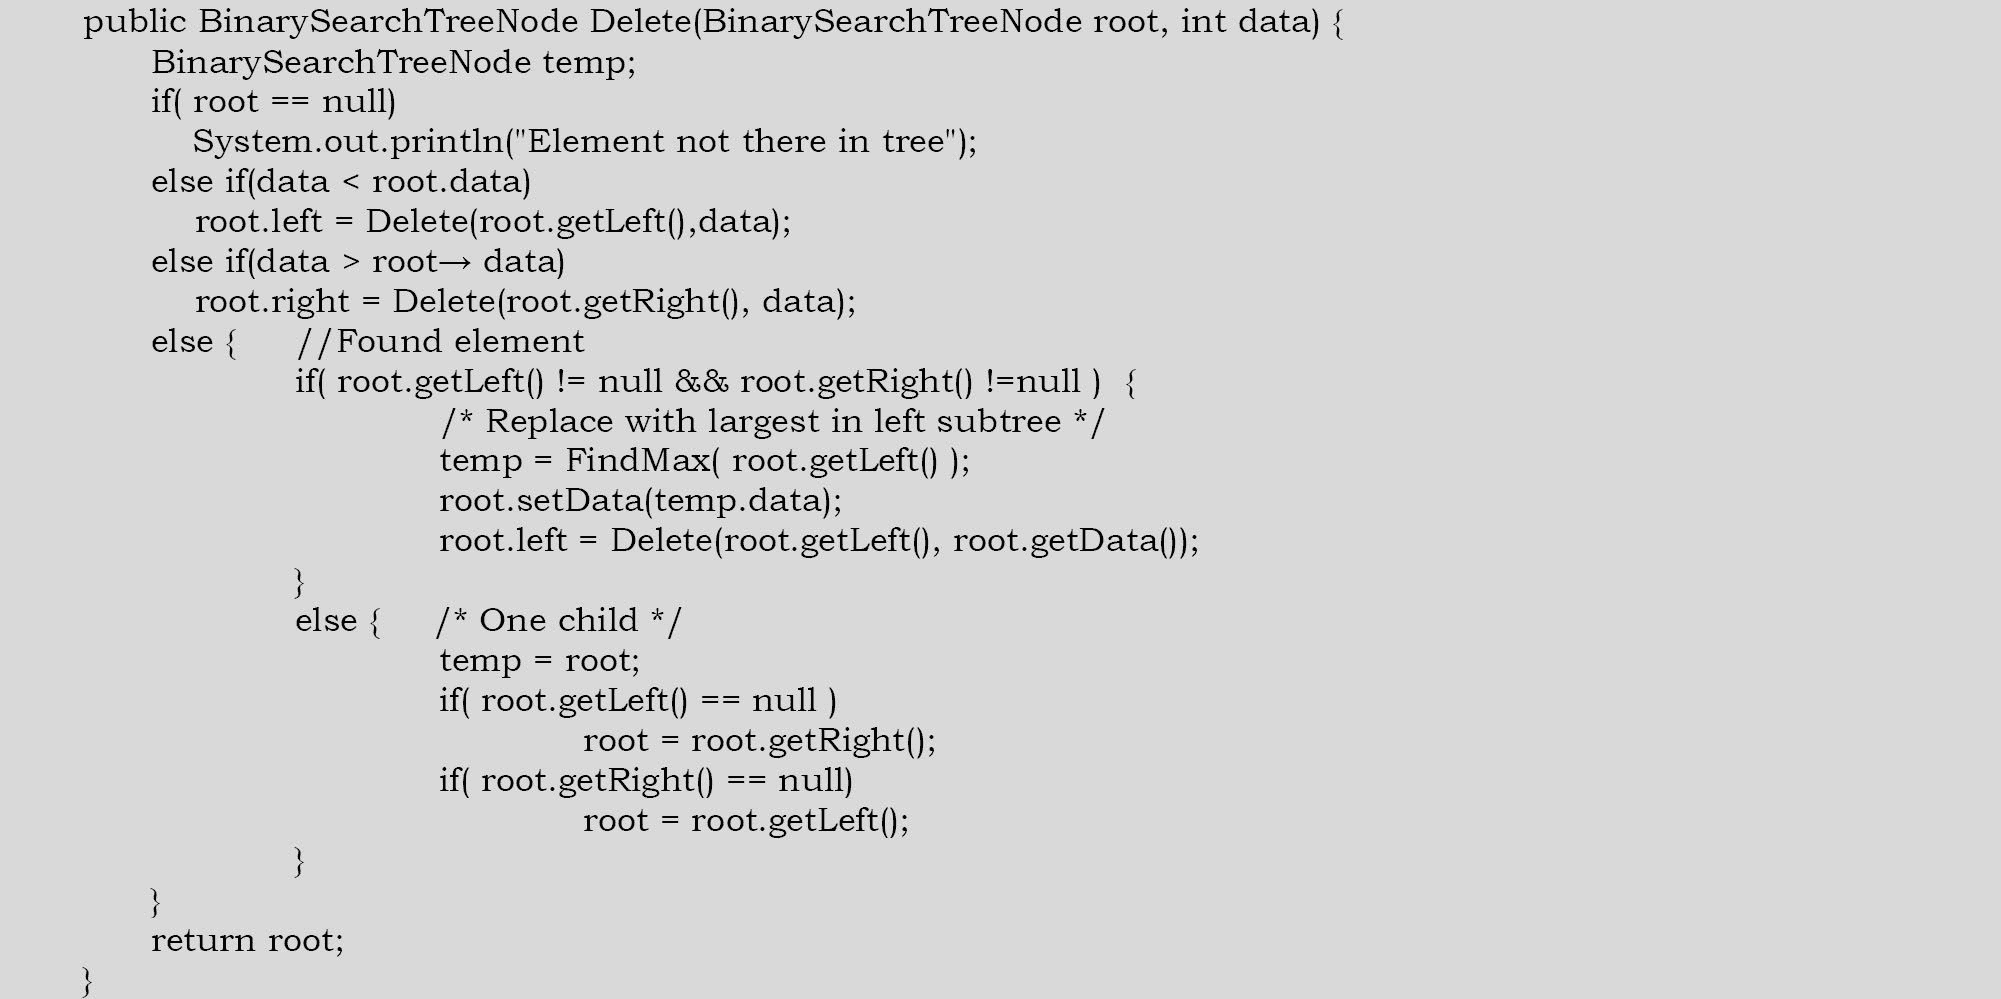 public BinarySearchTreeNode Delete(BinarySearchTreeNode root, int data) {
BinarySearchTreeNode temp;
if( root == null)
System.out.println("Element not there in tree");
else if(data < root.data)
root.left = Delete(root.getLeft(),data);
else if(data > root→ data)
root.right = Delete(root.getRight(), data);
else { //Found element
if( root.getLeft() != null && root.getRight() !=null ) {
/* Replace with largest in left subtree */
temp = FindMax( root.getLeft() );
root.setData(temp.data);
root.left = Delete(root.getLeft(), root.getData());
}
else { /* One child */
temp = root;
if( root.getLeft() == null )
root = root.getRight();
if( root.getRight() == null)
root = root.getLeft();
}
}
return root;
}